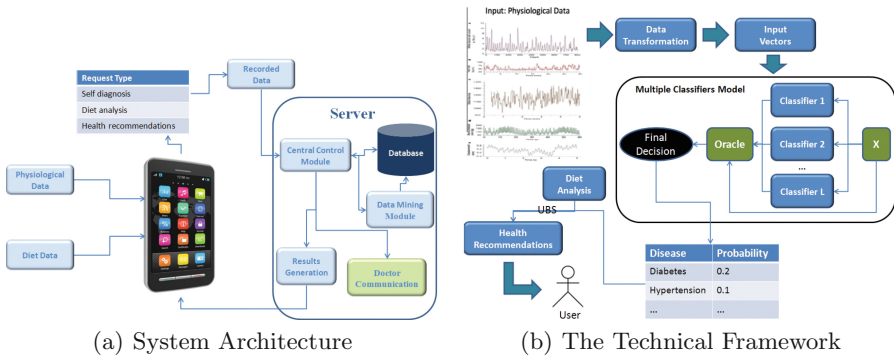 Request Type
Self diagnosis
Diet analysis
Health recommendations
Recorded
Data
Physiological
Data
Diet Data
Server
Central Control
Module
Database
Data Mining
Module
Results
Generation
Doctor
Communication
(a) System Architecture
Input: Physiological Data
Data
Transformation
Input
Vectors
Multiple Classifiers Model
Classifier 1
Classifier 2
...
Classifier L
Final
Decision
Oracle
X
Diet
Analysis
UBS
Health
Recommendations
User
Disease Probability
Diabetes 0.2
Hypertension 0.1
... ...
(b) The Technical Framework